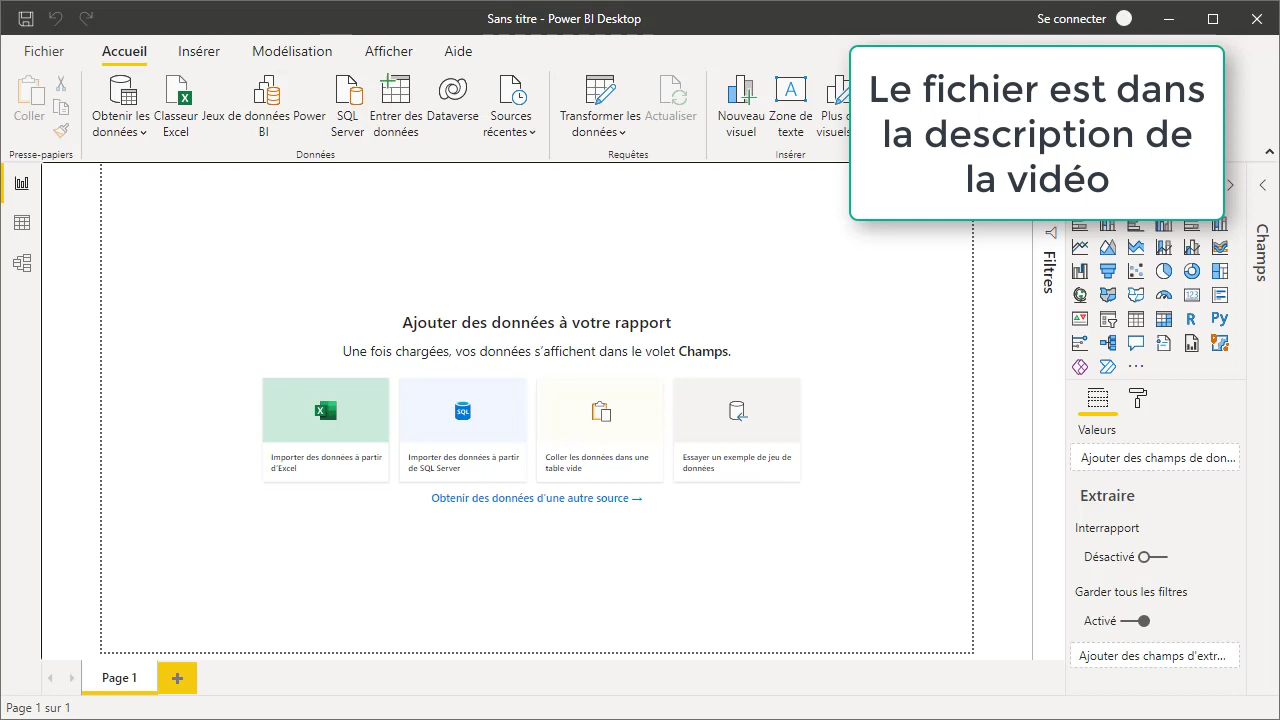 Sans titre - Power BI Desktop
Se connecter
Fichier Accueil Insérer Modélisation Afficher Aide
Le fichier est dans
la description de
la vidéo
Coller
Presse-papiers
Obtenir les
données
Classeur
Excel
Jeux de données Power
BI
SQL
Server
Entrer des
données
Dataverse
Sources
récentes
Données
Transformer les
données
Actualiser
Requêtes
Nouveau
visuel
Zone de
texte
Plus
visuels
Insérer
Filtres
Champs
Ajouter des données à votre rapport
Une fois chargées, vos données s'affichent dans le volet Champs.
Importer des données à partir
d'Excel
SQL
Importer des données à partir
de SQL Server
Coller les données dans une
table vide
Essayer un exemple de jeu de
données
Obtenir des données d'une autre source →
123
R
Py
Valeurs
Ajouter des champs de don...
Extraire
Interrapport
Désactivé
Garder tous les filtres
Activé
Ajouter des champs d'extr...
Page 1
Page 1 sur 1